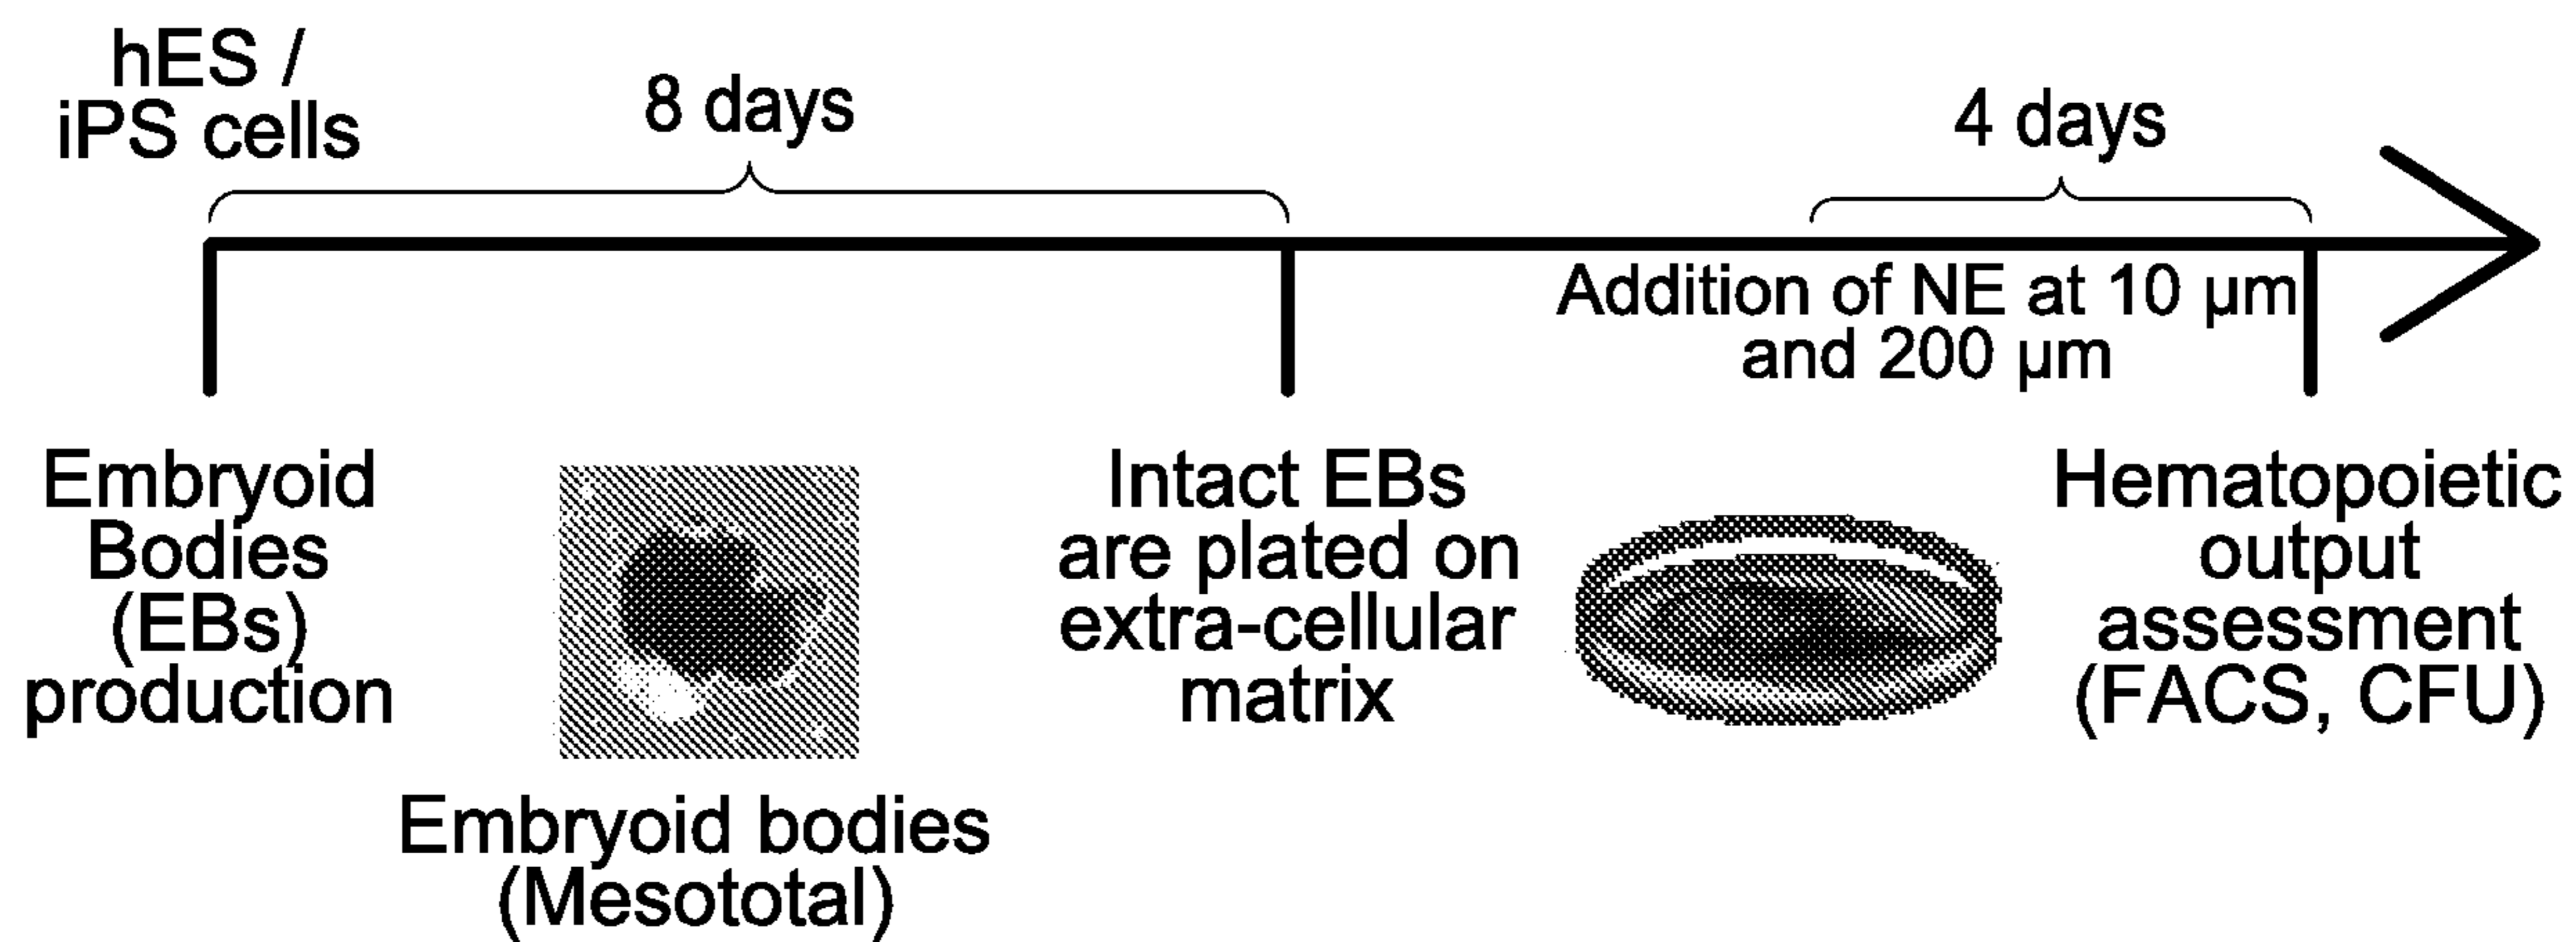 hES /
iPS cells
8 days
4 days
Addition of NE at 10 µm
and 200 µm
Embryoid
Bodies
(EBs)
production
Embryoid bodies
(Mesototal)
Intact EBs
are plated on
extra-cellular
matrix
Hematopoietic
output
assessment
(FACS, CFU)